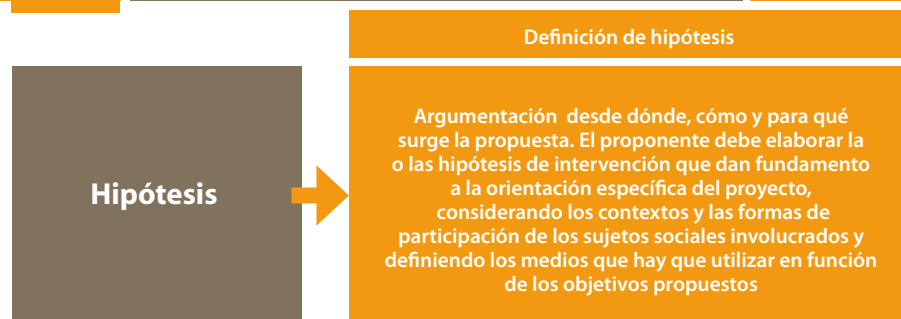 Definición de hipótesis
Hipótesis
Argumentación desde dónde, cómo y para qué
surge la propuesta. El proponente debe elaborar la
o las hipótesis de intervención que dan fundamento
a la orientación específica del proyecto,
considerando los contextos y las formas de
participación de los sujetos sociales involucrados y
definiendo los medios que hay que utilizar en función
de los objetivos propuestos